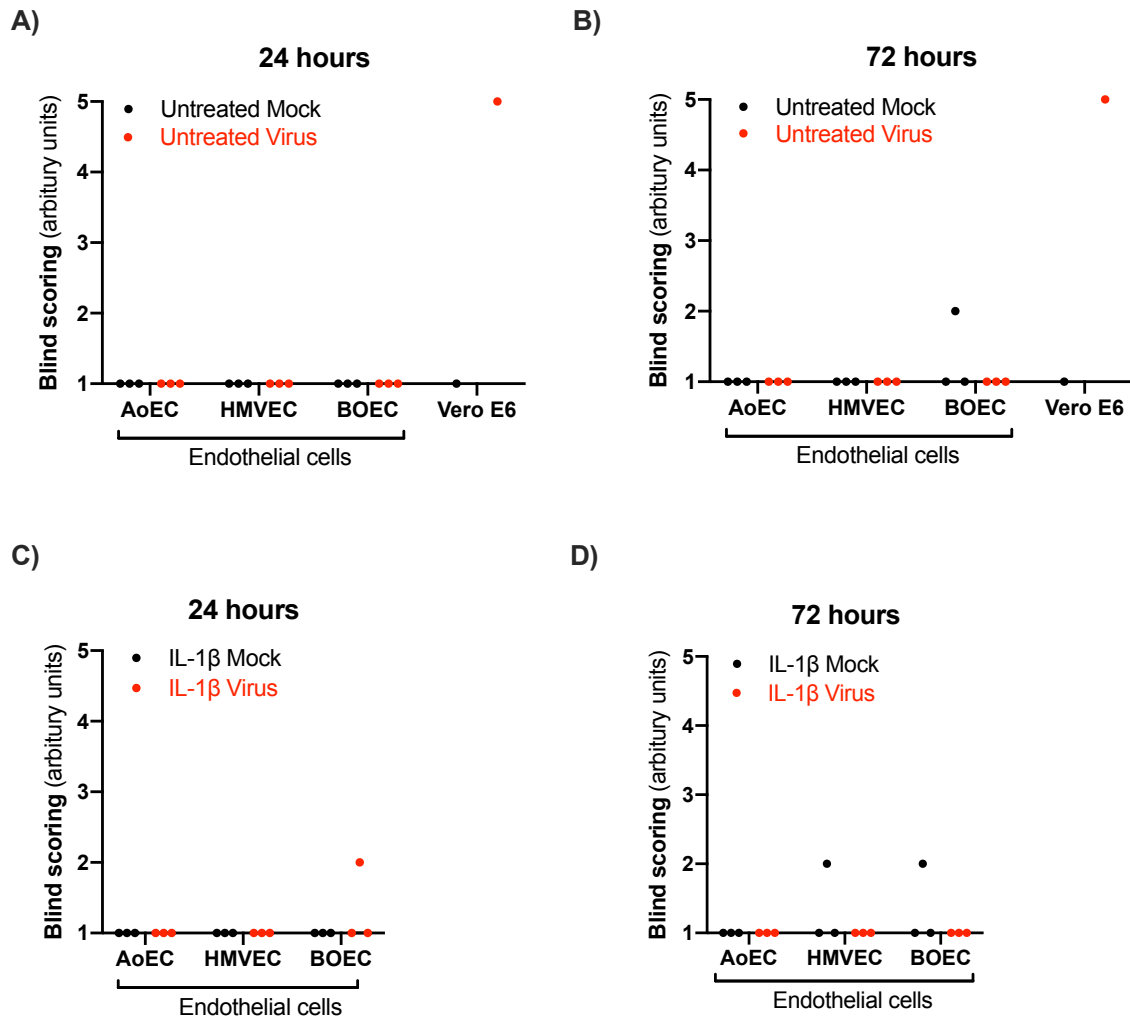 A)
24 hours
Blind scoring (arbitury units)
Untreated Mock
Untreated Virus
5
4
3
2
1
AoEC HMVEC BOEC Vero E6
Endothelial cells
B)
72 hours
Blind scoring (arbitury units)
Untreated Mock
Untreated Virus
5
4
3
2
1
AoEC HMVEC BOEC Vero E6
Endothelial cells
C)
24 hours
Blind scoring (arbitury units)
IL-1β Mock
IL-1β Virus
5
4
3
2
1
AoEC HMVEC BOEC
Endothelial cells
D)
72 hours
Blind scoring (arbitury units)
IL-1β Mock
IL-1β Virus
5
4
3
2
1
AoEC HMVEC BOEC
Endothelial cells